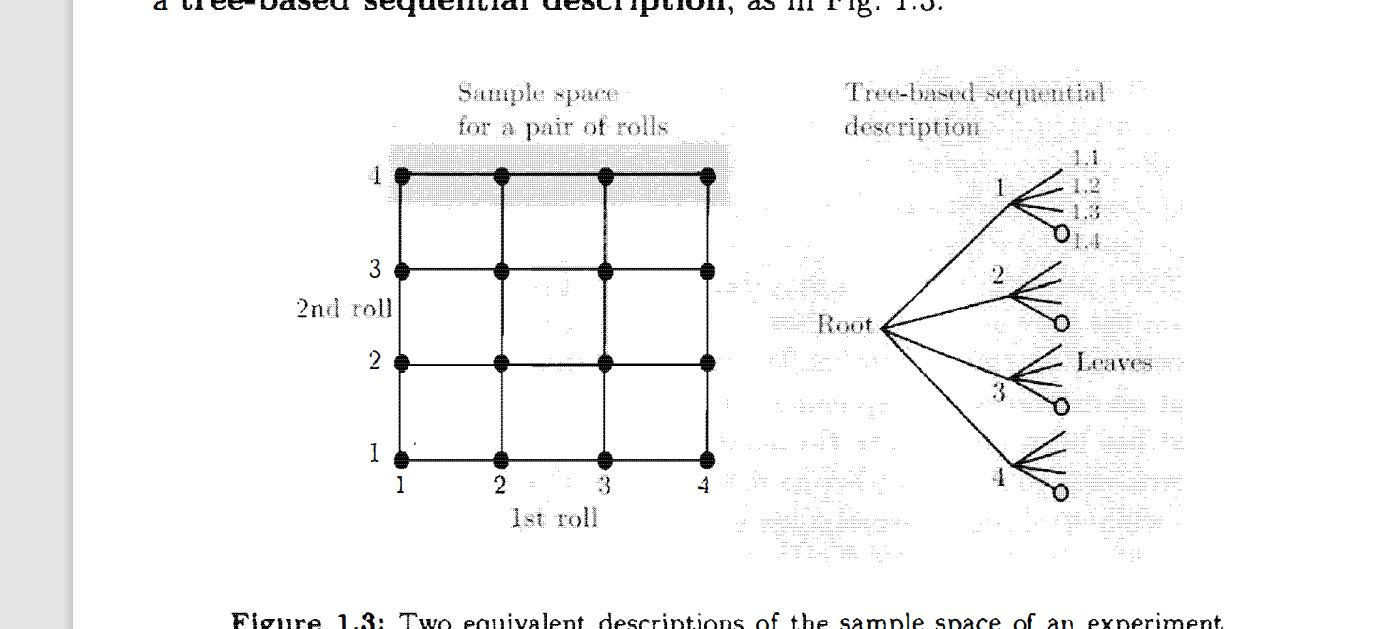 a tree-based sequential description, as in Fig. 1.3.
Sample space
for a pair of rolls
4
3
2nd roll
2
1
1 2 3 4
1st roll
Tree-based sequential
description
1
1.1
1.2
1.3
1.4
2
Root
Leaves
3
4
Figure 1.3: Two equivalent descriptions of the sample space of an experiment